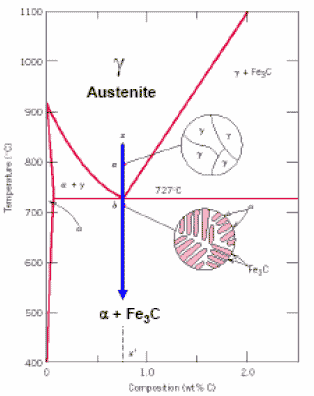 1100
1000
900
800
700
600
500
400
Temperature (°C)
γ
Austenite
γ + Fe₃C
x
a
γ γ
γ γ
α + γ
727°C
b
α
α
Fe₃C
α + Fe₃C
x'
0 1.0 2.0
Composition (wt% C)